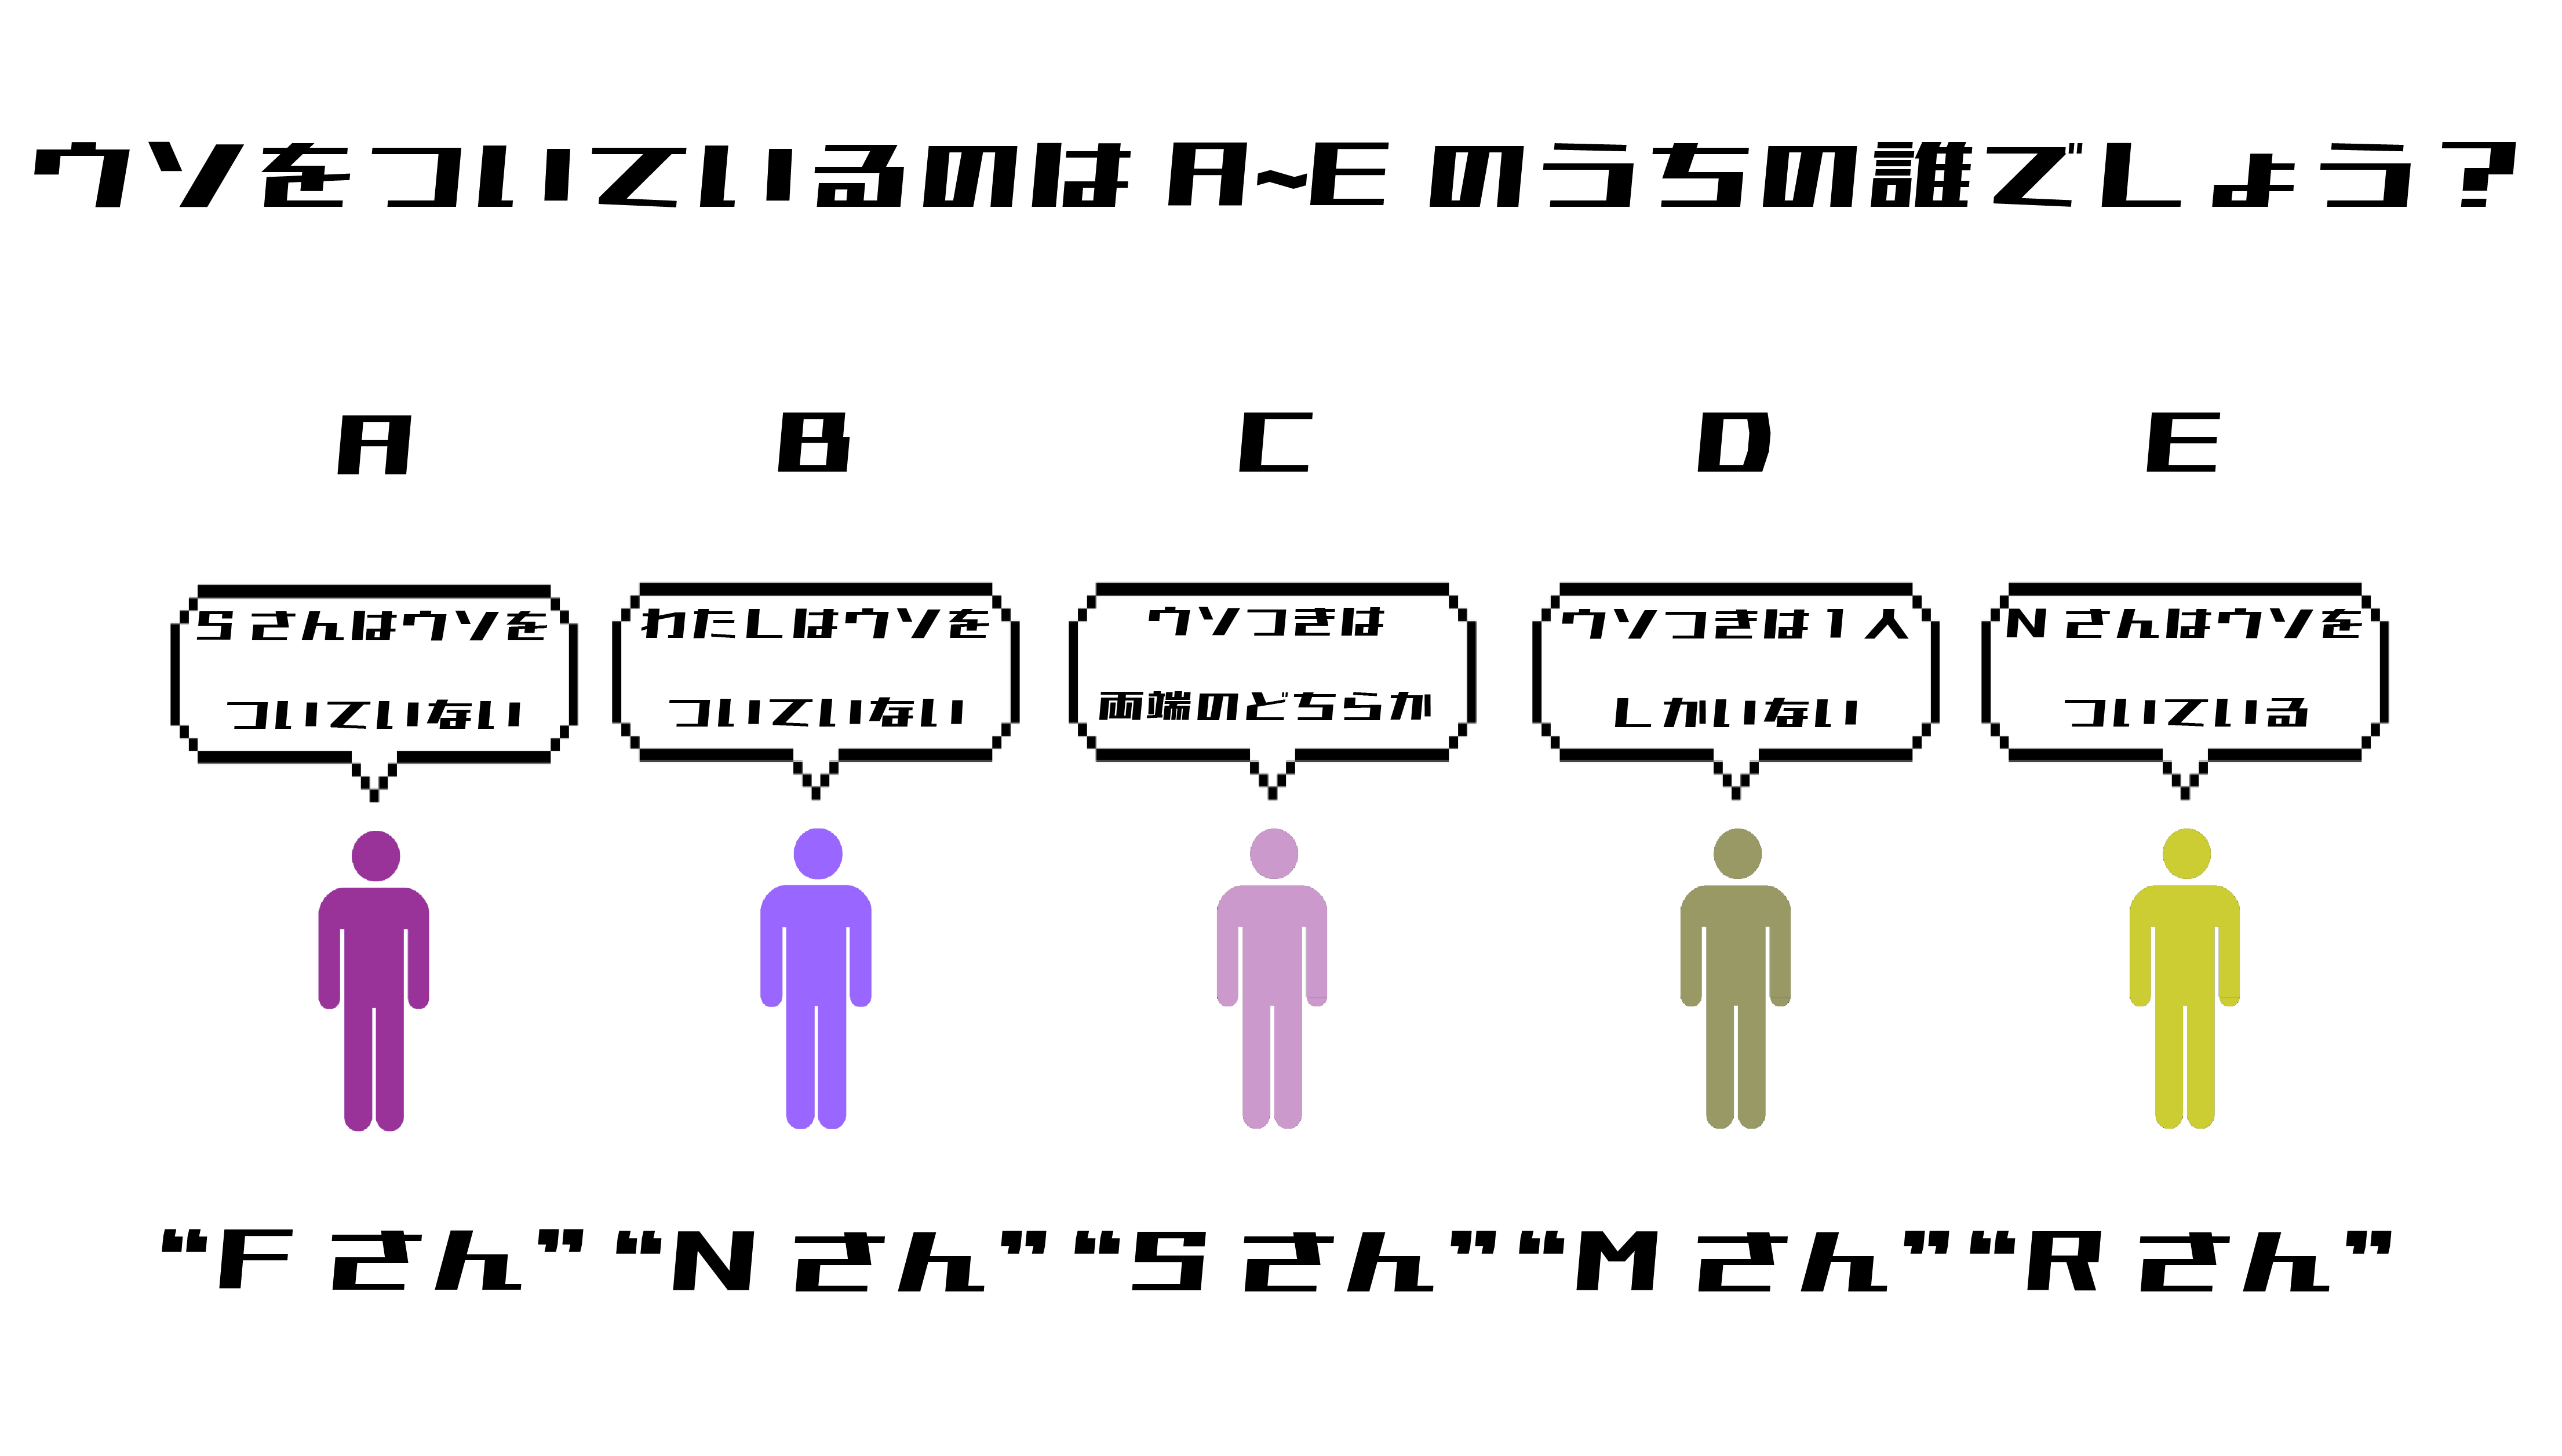 ウソをついているのは A~E のうちの誰でしょう？
A
B
C
D
E
S さんはウソを
ついていない
わたしはウソを
ついていない
ウソつきは
両端のどちらか
ウソつきは１人
しかいない
N さんはウソを
ついている
“F さん” “N さん” “S さん” “M さん” “R さん”